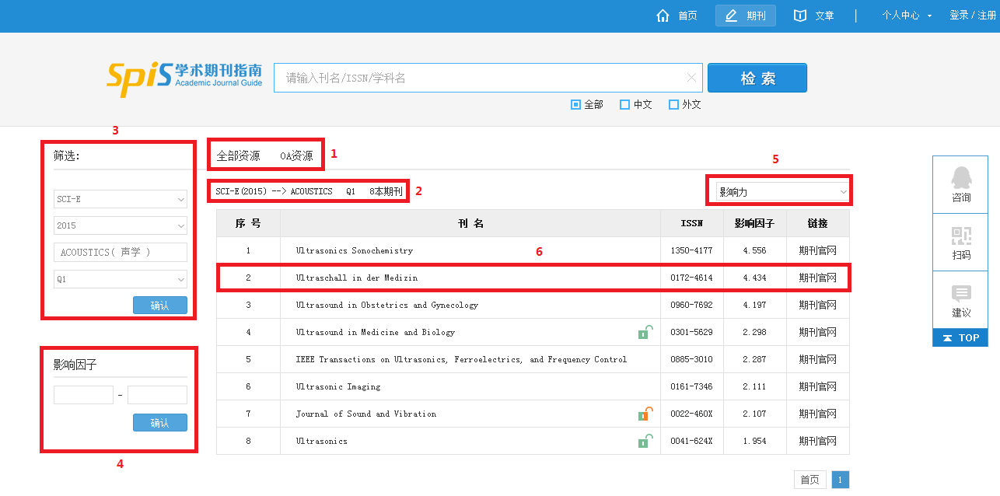 首页 期刊 文章 | 个人中心 登录 / 注册
SpiS 学术期刊指南
Academic Journal Guide
请输入刊名/ISSN/学科名
检 索
全部 中文 外文
3
筛选:
SCI-E
2015
ACOUSTICS( 声学 )
Q1
确认
影响因子
-
确认
4
全部资源 OA资源
1
SCI-E(2015) --> ACOUSTICS Q1 8本期刊
2
5
影响力
序 号 刊 名 ISSN 影响因子 链接
1 Ultrasonics Sonochemistry 1350-4177 4.556 期刊官网
6
2 Ultraschall in der Medizin 0172-4614 4.434 期刊官网
3 Ultrasound in Obstetrics and Gynecology 0960-7692 4.197 期刊官网
4 Ultrasound in Medicine and Biology 0301-5629 2.298 期刊官网
5 IEEE Transactions on Ultrasonics, Ferroelectrics, and Frequency Control 0885-3010 2.287 期刊官网
6 Ultrasonic Imaging 0161-7346 2.111 期刊官网
7 Journal of Sound and Vibration 0022-460X 2.107 期刊官网
8 Ultrasonics 0041-624X 1.954 期刊官网
首页 1
咨询
扫码
建议
TOP